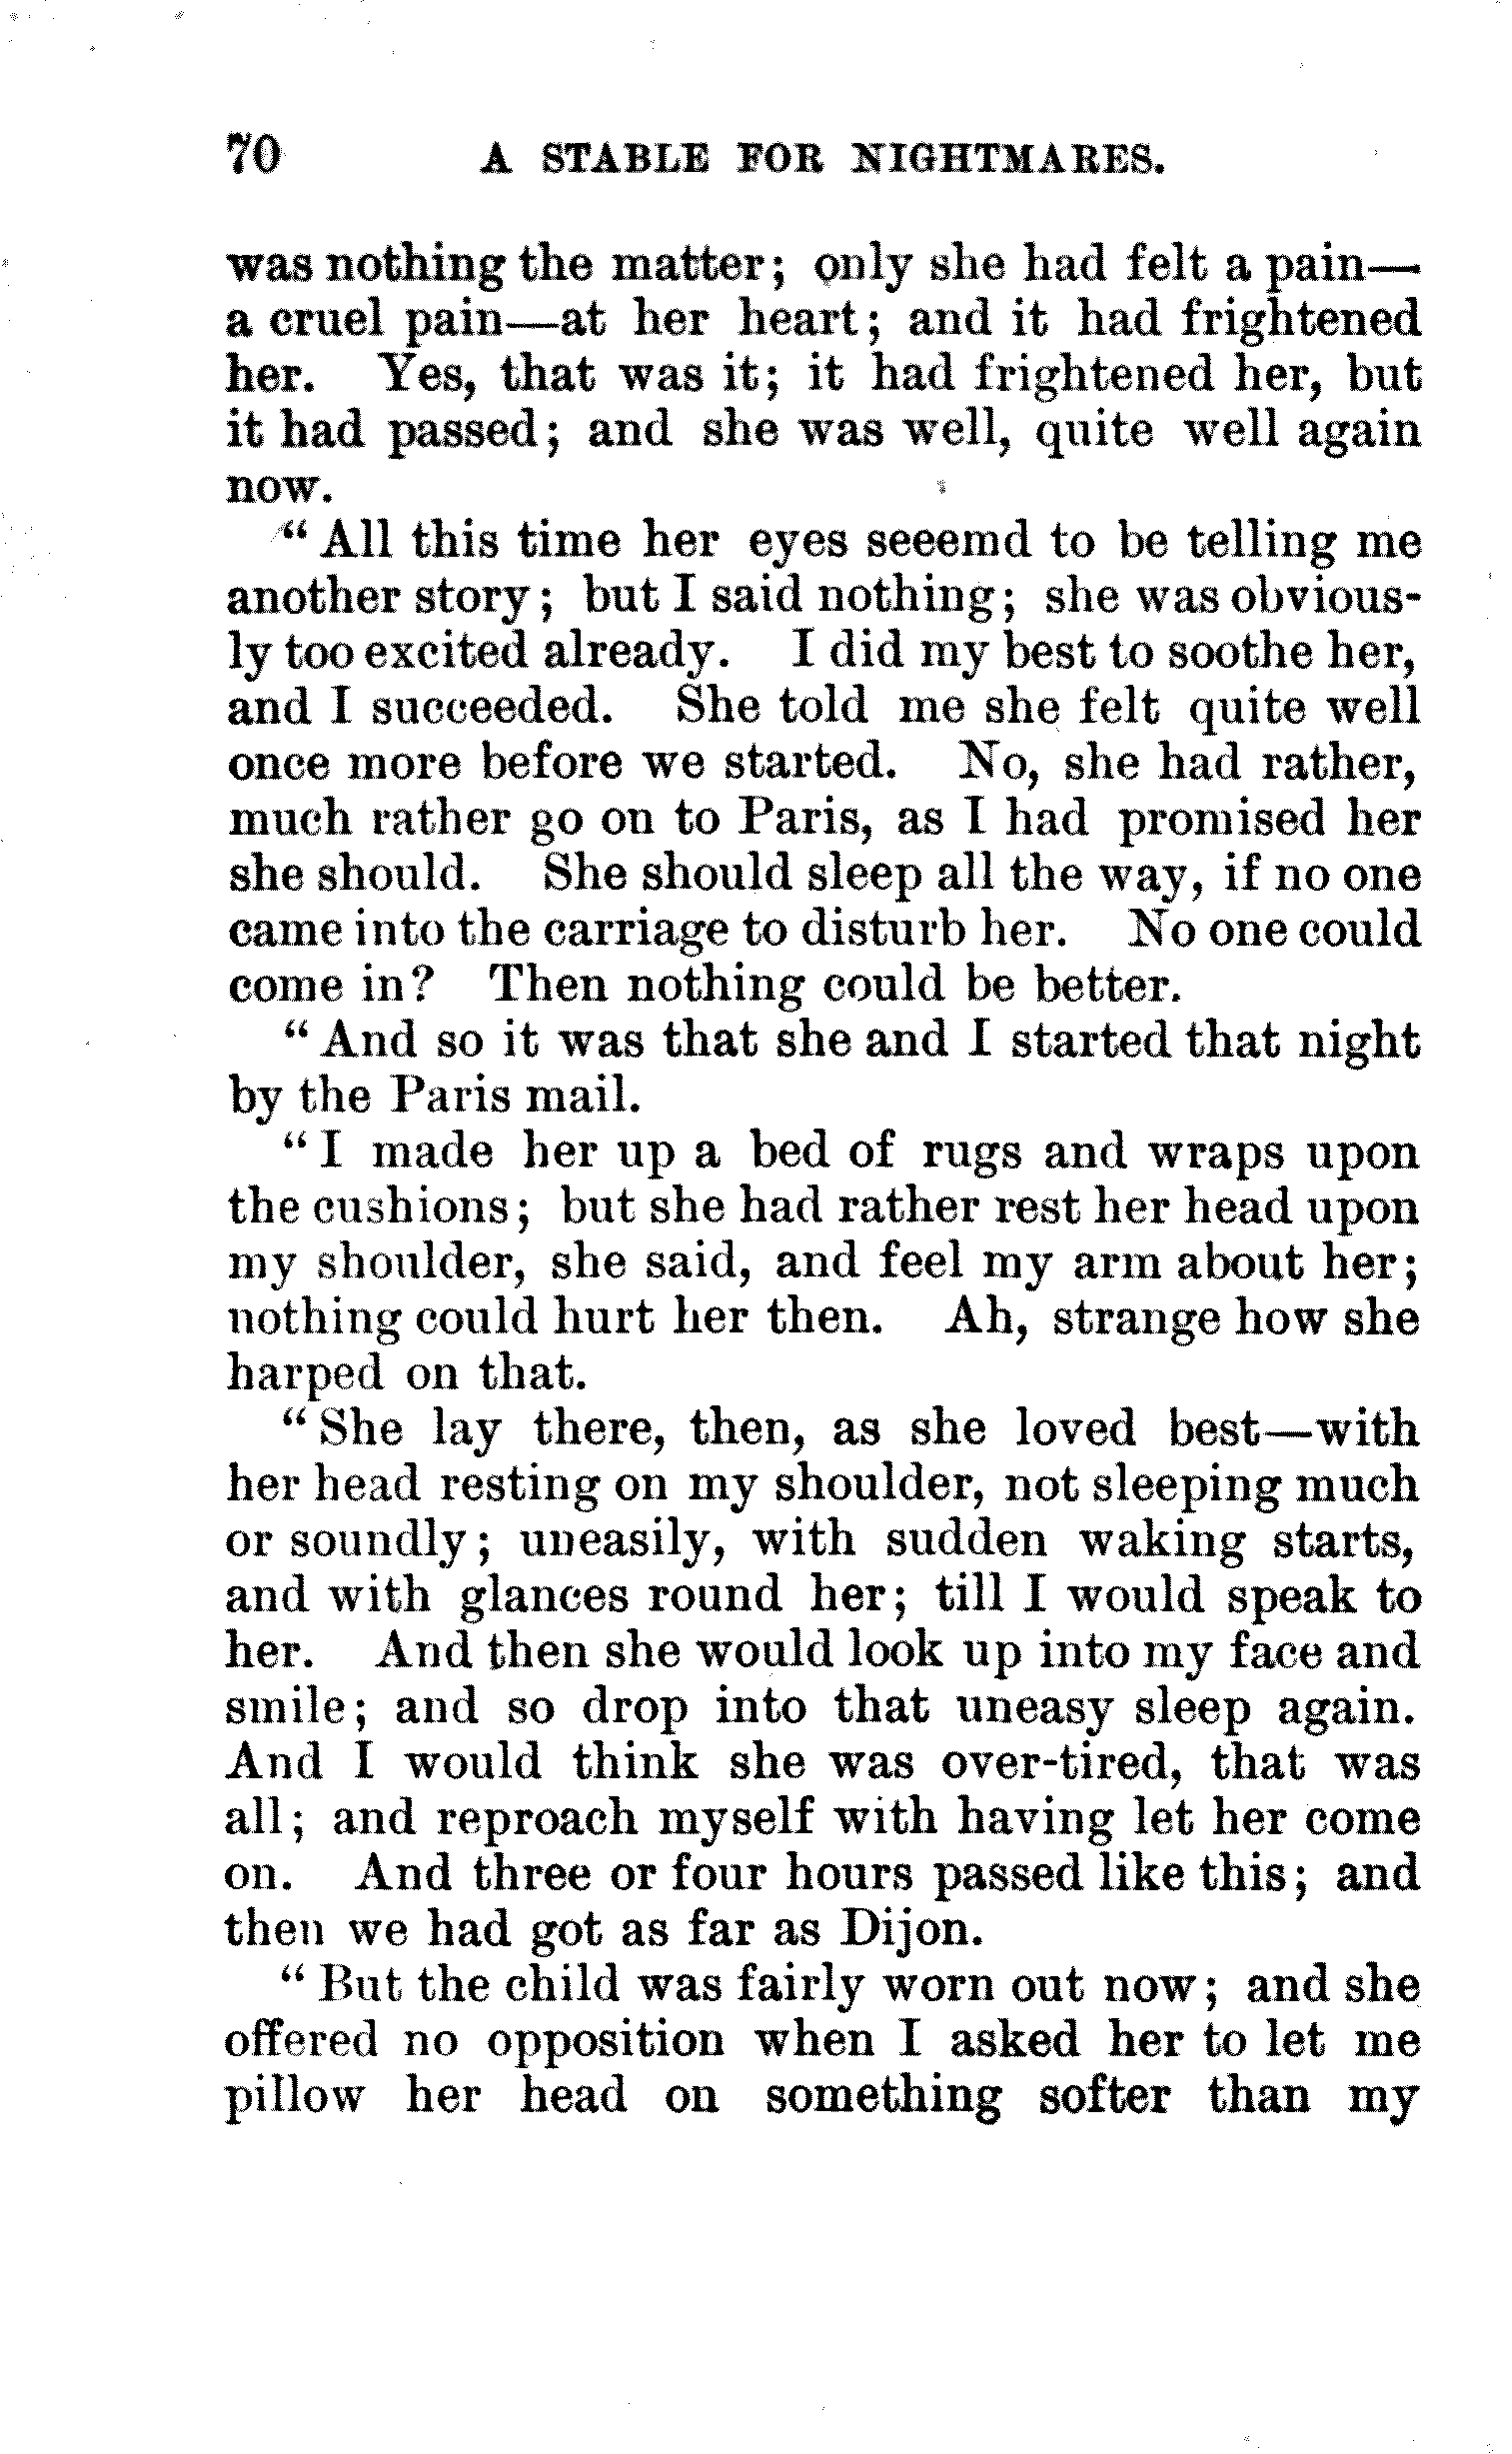 70 A STABLE FOR NIGHTMARES.
was nothing the matter; only she had felt a pain—
a cruel pain—at her heart; and it had frightened
her. Yes, that was it; it had frightened her, but
it had passed; and she was well, quite well again
now.
"All this time her eyes seeemd to be telling me
another story; but I said nothing; she was obvious-
ly too excited already. I did my best to soothe her,
and I succeeded. She told me she felt quite well
once more before we started. No, she had rather,
much rather go on to Paris, as I had promised her
she should. She should sleep all the way, if no one
came into the carriage to disturb her. No one could
come in? Then nothing could be better.
"And so it was that she and I started that night
by the Paris mail.
"I made her up a bed of rugs and wraps upon
the cushions; but she had rather rest her head upon
my shoulder, she said, and feel my arm about her;
nothing could hurt her then. Ah, strange how she
harped on that.
"She lay there, then, as she loved best—with
her head resting on my shoulder, not sleeping much
or soundly; uneasily, with sudden waking starts,
and with glances round her; till I would speak to
her. And then she would look up into my face and
smile; and so drop into that uneasy sleep again.
And I would think she was over-tired, that was
all; and reproach myself with having let her come
on. And three or four hours passed like this; and
then we had got as far as Dijon.
"But the child was fairly worn out now; and she
offered no opposition when I asked her to let me
pillow her head on something softer than my